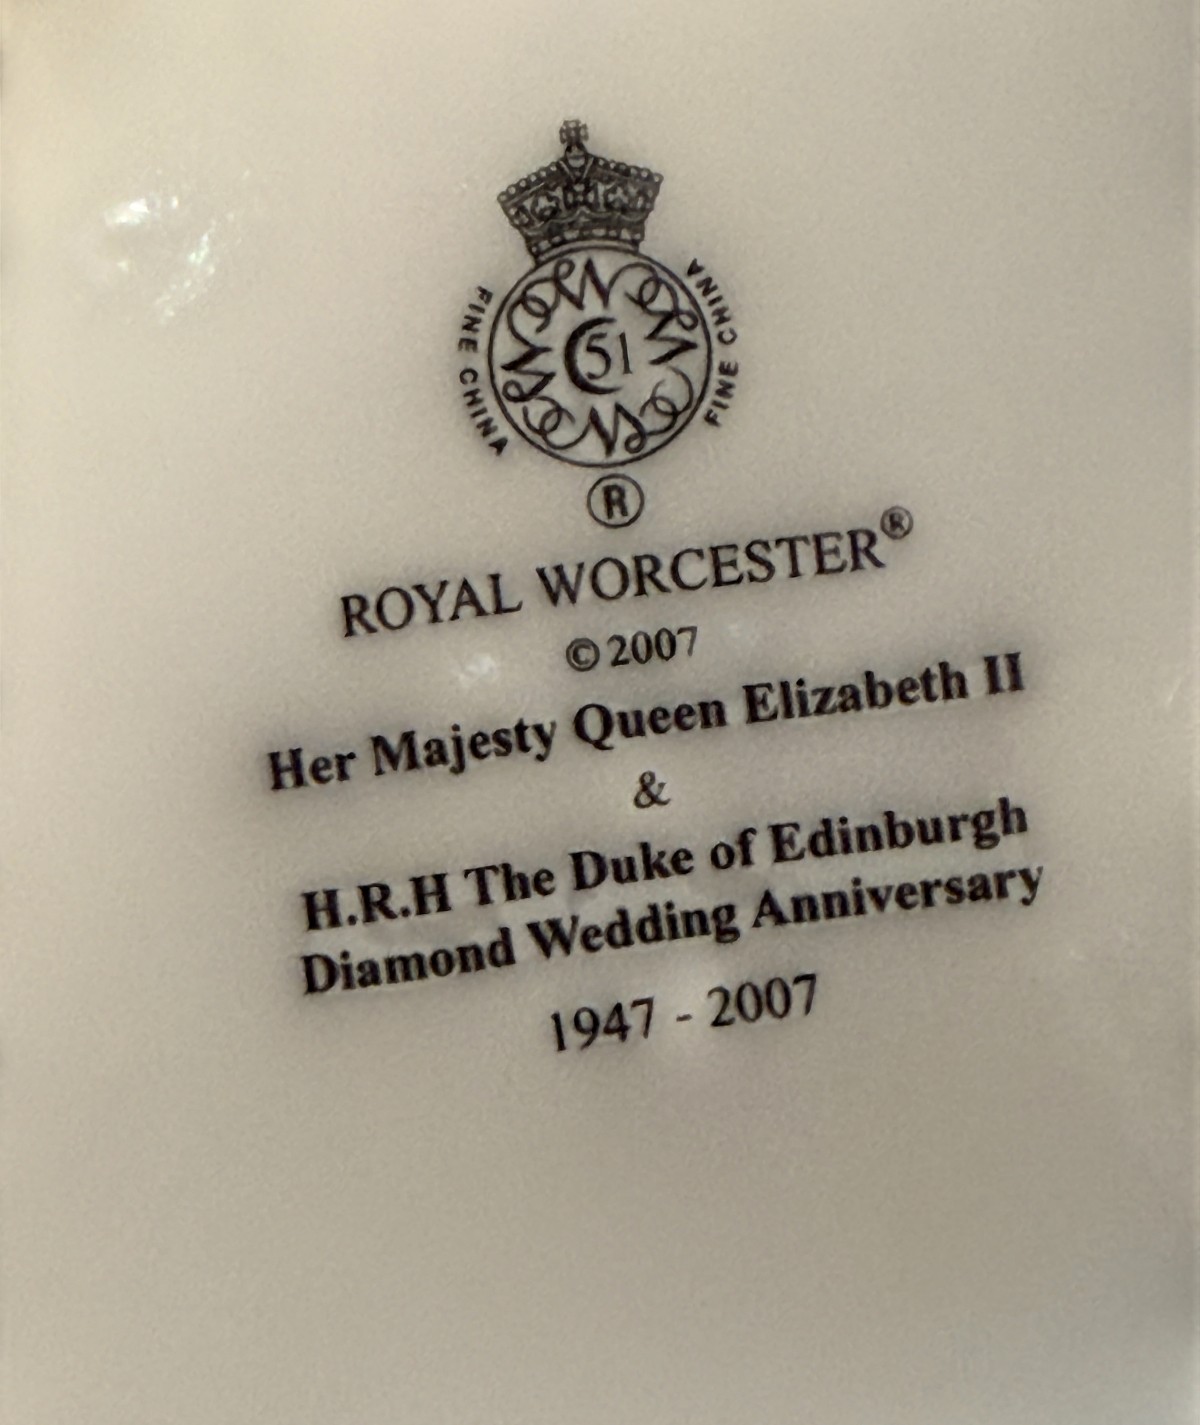 FINE CHINA
FINE CHINA
51
®
ROYAL WORCESTER®
©2007
Her Majesty Queen Elizabeth II
&
H.R.H The Duke of Edinburgh
Diamond Wedding Anniversary
1947 - 2007